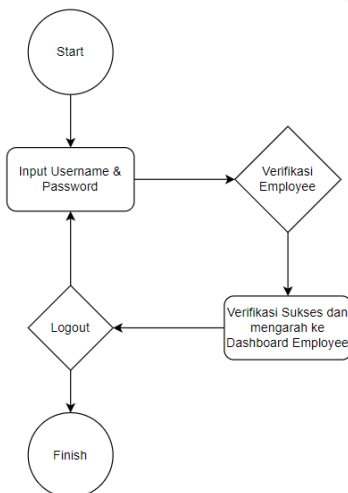 Start
Input Username &
Password
Verifikasi
Employee
Verifikasi Sukses dan
mengarah ke
Dashboard Employee
Logout
Finish